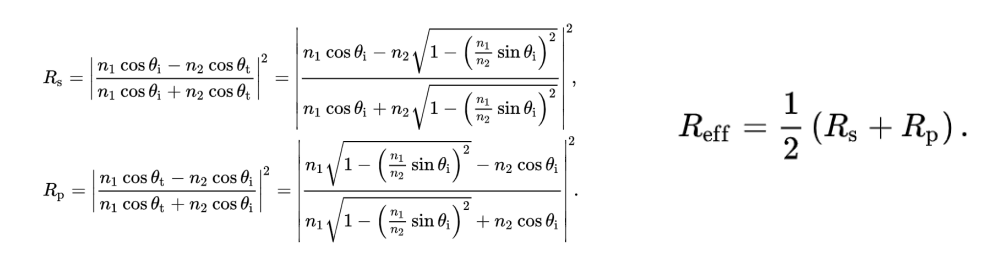 R_s = |(n_1 cos θ_i − n_2 cos θ_t) / (n_1 cos θ_i + n_2 cos θ_t)|^2 = |(n_1 cos θ_i − n_2 √(1 − (n_1/n_2 sin θ_i)^2)) / (n_1 cos θ_i + n_2 √(1 − (n_1/n_2 sin θ_i)^2))|^2,
R_p = |(n_1 cos θ_t − n_2 cos θ_i) / (n_1 cos θ_t + n_2 cos θ_i)|^2 = |(n_1 √(1 − (n_1/n_2 sin θ_i)^2) − n_2 cos θ_i) / (n_1 √(1 − (n_1/n_2 sin θ_i)^2) + n_2 cos θ_i)|^2.
R_eff = 1/2 (R_s + R_p).